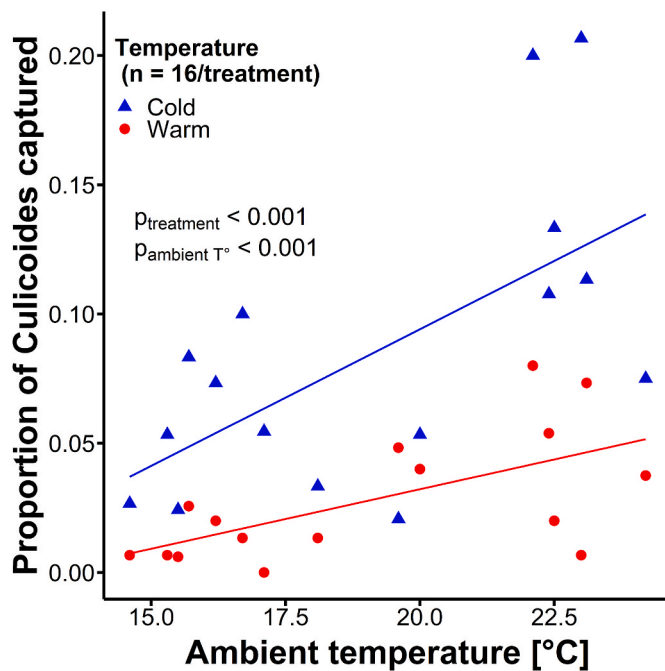 Proportion of Culicoides captured
0.20
0.15
0.10
0.05
0.00
Temperature
(n = 16/treatment)
Cold
Warm
ptreatment < 0.001
pambient T° < 0.001
15.0 17.5 20.0 22.5
Ambient temperature [°C]